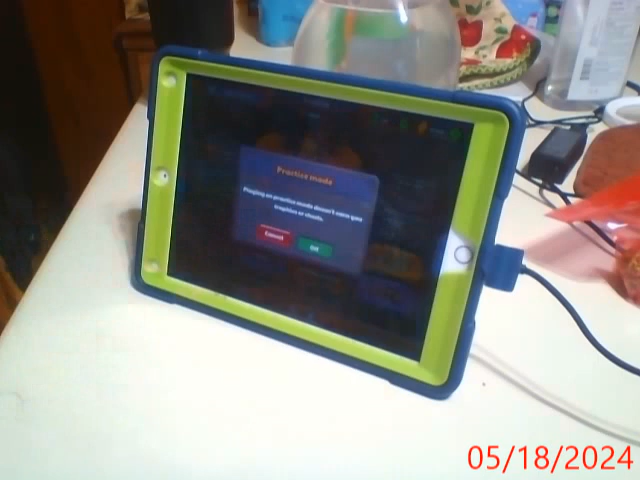 Practice mode
Playing on practice mode doesn't earn you
trophies or chests.
Cancel
OK
05/18/2024